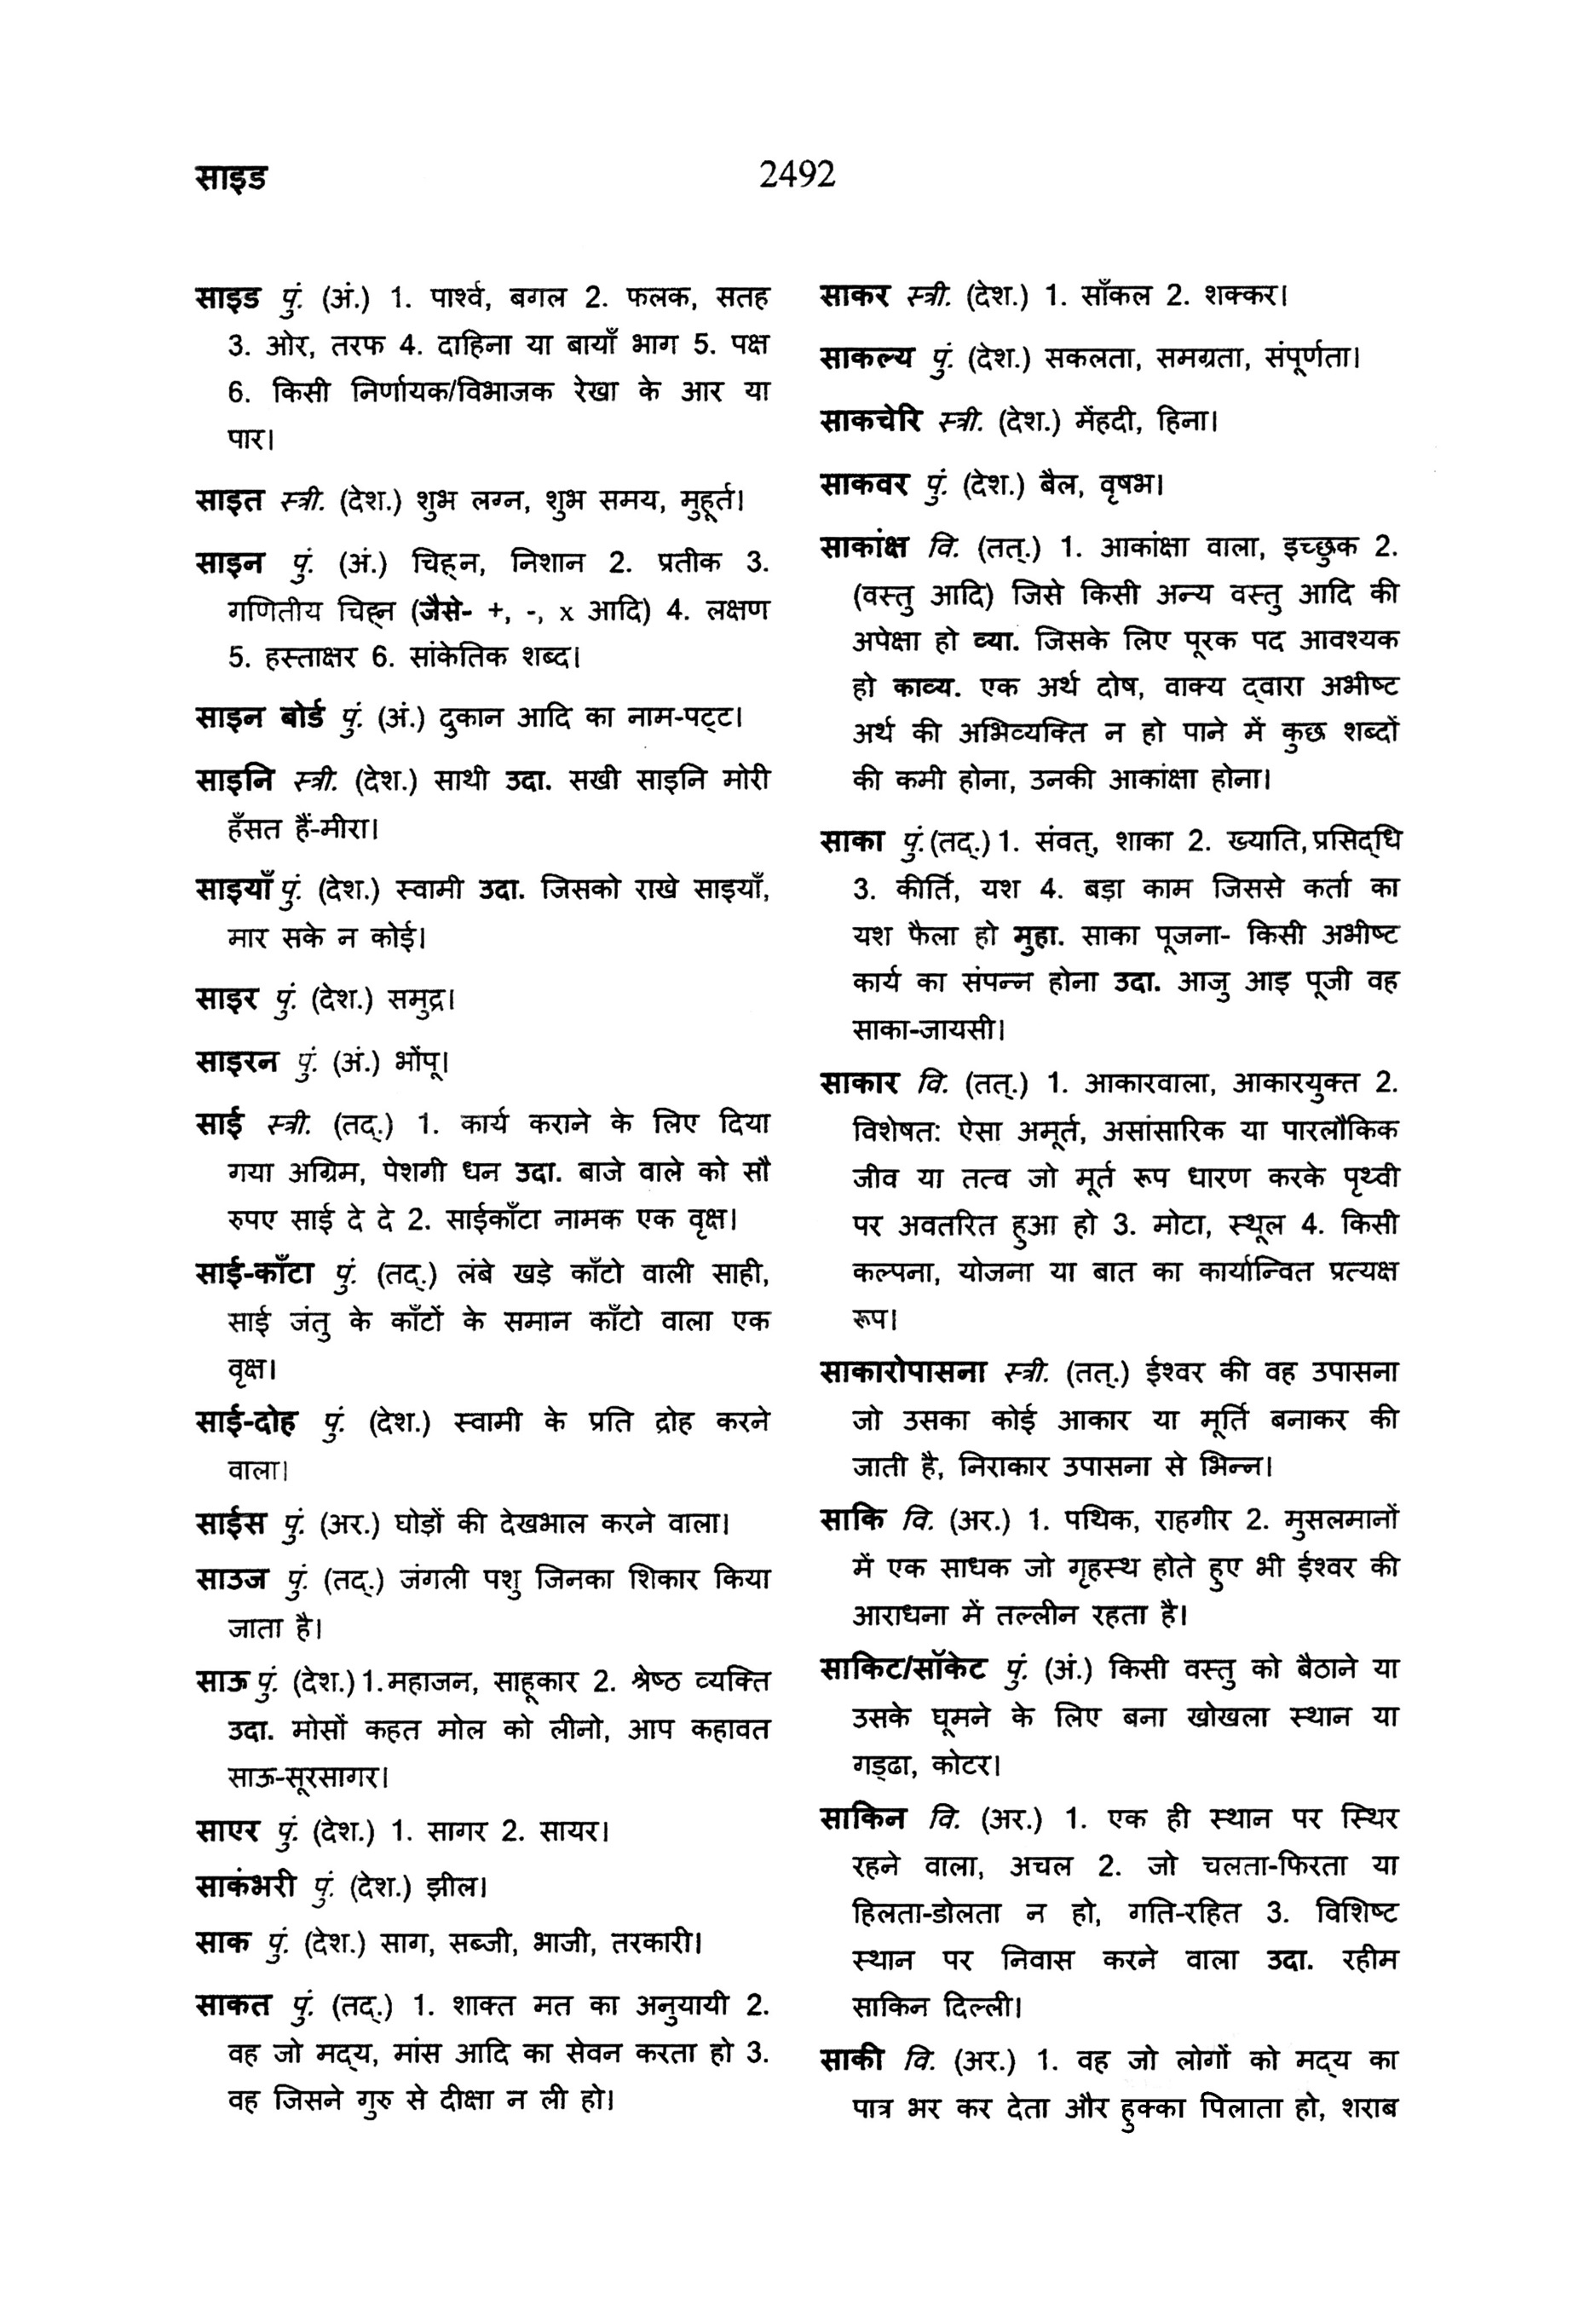 साइड
2492
साइड पुं. (अं.) 1. पार्श्व, बगल 2. फलक, सतह
3. ओर, तरफ 4. दाहिना या बायाँ भाग 5. पक्ष
6. किसी निर्णायक/विभाजक रेखा के आर या
पार।
साइत स्त्री. (देश.) शुभ लग्न, शुभ समय, मुहूर्त।
साइन पुं. (अं.) चिह्‌न, निशान 2. प्रतीक 3.
गणितीय चिह्न (जैसे- +, -, x आदि) 4. लक्षण
5. हस्ताक्षर 6. सांकेतिक शब्द।
साइन बोर्ड पुं. (अं.) दुकान आदि का नाम-पट्‌ट।
साइनि स्त्री. (देश.) साथी उदा. सखी साइनि मोरी
हँसत हैं-मीरा।
साइयाँ पुं. (देश.) स्वामी उदा. जिसको राखे साइयाँ,
मार सके न कोई।
साइर पुं. (देश.) समुद्र।
साइरन पुं. (अं.) भोंपू।
साई स्त्री. (तद्.) 1. कार्य कराने के लिए दिया
गया अग्रिम, पेशगी धन उदा. बाजे वाले को सौ
रुपए साई दे दे 2. साईकाँटा नामक एक वृक्ष।
साई-काँटा पुं. (तद्.) लंबे खड़े काँटो वाली साही,
साई जंतु के काँटों के समान काँटो वाला एक
वृक्ष।
साई-दोह पुं. (देश.) स्वामी के प्रति द्रोह करने
वाला।
साईस पुं. (अर.) घोड़ों की देखभाल करने वाला।
साउज पुं. (तद्.) जंगली पशु जिनका शिकार किया
जाता है।
साऊ पुं. (देश.) 1. महाजन, साहूकार 2. श्रेष्ठ व्यक्ति
उदा. मोसों कहत मोल को लीनो, आप कहावत
साऊ-सूरसागर।
साएर पुं. (देश.) 1. सागर 2. सायर।
साकंभरी पुं. (देश.) झील।
साक पुं. (देश.) साग, सब्जी, भाजी, तरकारी।
साकत पुं. (तद्.) 1. शाक्त मत का अनुयायी 2.
वह जो मद्‌य, मांस आदि का सेवन करता हो 3.
वह जिसने गुरु से दीक्षा न ली हो।
साकर स्त्री. (देश.) 1. साँकल 2. शक्कर।
साकल्य पुं. (देश.) सकलता, समग्रता, संपूर्णता।
साकचेरि स्त्री. (देश.) मेंहदी, हिना।
साकवर पुं. (देश.) बैल, वृषभ।
साकांक्ष वि. (तत्.) 1. आकांक्षा वाला, इच्छुक 2.
(वस्तु आदि) जिसे किसी अन्य वस्तु आदि की
अपेक्षा हो व्या. जिसके लिए पूरक पद आवश्यक
हो काव्य. एक अर्थ दोष, वाक्य द्‌वारा अभीष्ट
अर्थ की अभिव्यक्ति न हो पाने में कुछ शब्दों
की कमी होना, उनकी आकांक्षा होना।
साका पुं. (तद्.) 1. संवत्, शाका 2. ख्याति, प्रसिद्‌धि
3. कीर्ति, यश 4. बड़ा काम जिससे कर्ता का
यश फैला हो मुहा. साका पूजना- किसी अभीष्ट
कार्य का संपन्न होना उदा. आजु आइ पूजी वह
साका-जायसी।
साकार वि. (तत्.) 1. आकारवाला, आकारयुक्त 2.
विशेषत: ऐसा अमूर्त, असांसारिक या पारलौकिक
जीव या तत्व जो मूर्त रूप धारण करके पृथ्वी
पर अवतरित हुआ हो 3. मोटा, स्थूल 4. किसी
कल्पना, योजना या बात का कार्यान्वित प्रत्यक्ष
रूप।
साकारोपासना स्त्री. (तत्.) ईश्वर की वह उपासना
जो उसका कोई आकार या मूर्ति बनाकर की
जाती है, निराकार उपासना से भिन्न।
साकि वि. (अर.) 1. पथिक, राहगीर 2. मुसलमानों
में एक साधक जो गृहस्थ होते हुए भी ईश्वर की
आराधना में तल्लीन रहता है।
साकिट/सॉकेट पुं. (अं.) किसी वस्तु को बैठाने या
उसके घूमने के लिए बना खोखला स्थान या
गड्‌ढा, कोटर।
साकिन वि. (अर.) 1. एक ही स्थान पर स्थिर
रहने वाला, अचल 2. जो चलता-फिरता या
हिलता-डोलता न हो, गति-रहित 3. विशिष्ट
स्थान पर निवास करने वाला उदा. रहीम
साकिन दिल्ली।
साकी वि. (अर.) 1. वह जो लोगों को मद्‌य का
पात्र भर कर देता और हुक्का पिलाता हो, शराब